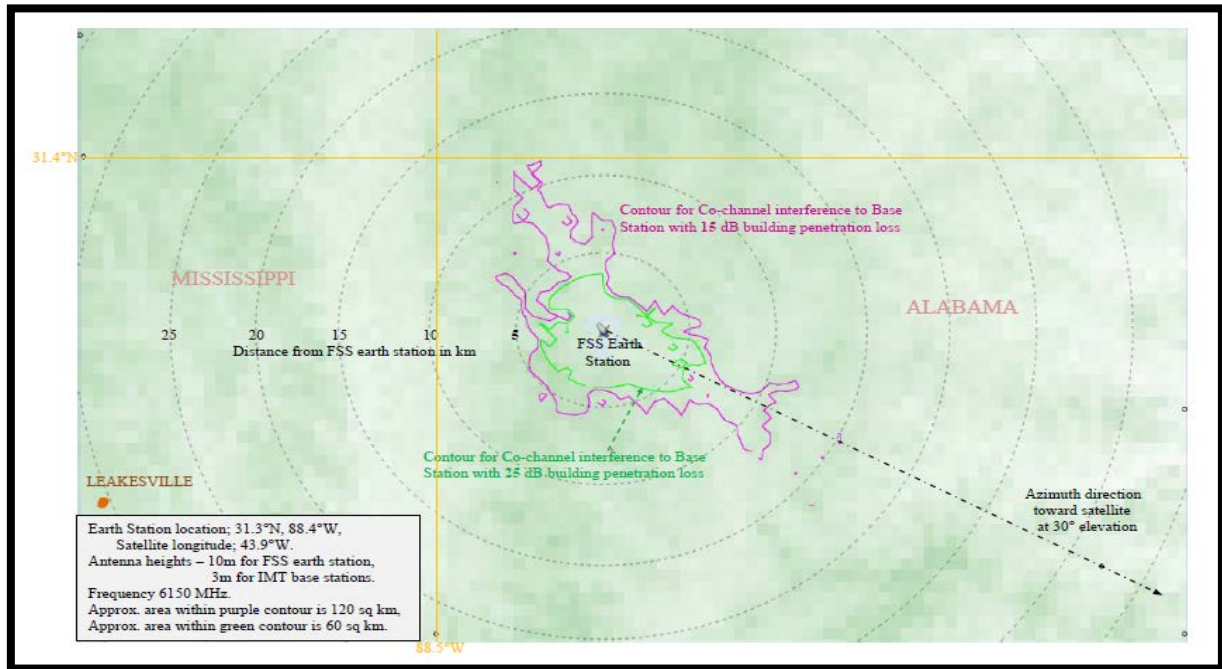 31.4°N
Contour for Co-channel interference to Base
Station with 15 dB building penetration loss
MISSISSIPPI
ALABAMA
25 20 15 10 5
Distance from FSS earth station in km
FSS Earth
Station
Contour for Co-channel interference to Base
Station with 25 dB building penetration loss
LEAKESVILLE
Azimuth direction
toward satellite
at 30° elevation
Earth Station location; 31.3°N, 88.4°W,
Satellite longitude; 43.9°W.
Antenna heights – 10m for FSS earth station,
3m for IMT base stations.
Frequency 6150 MHz.
Approx. area within purple contour is 120 sq km,
Approx. area within green contour is 60 sq km.
88.5°W